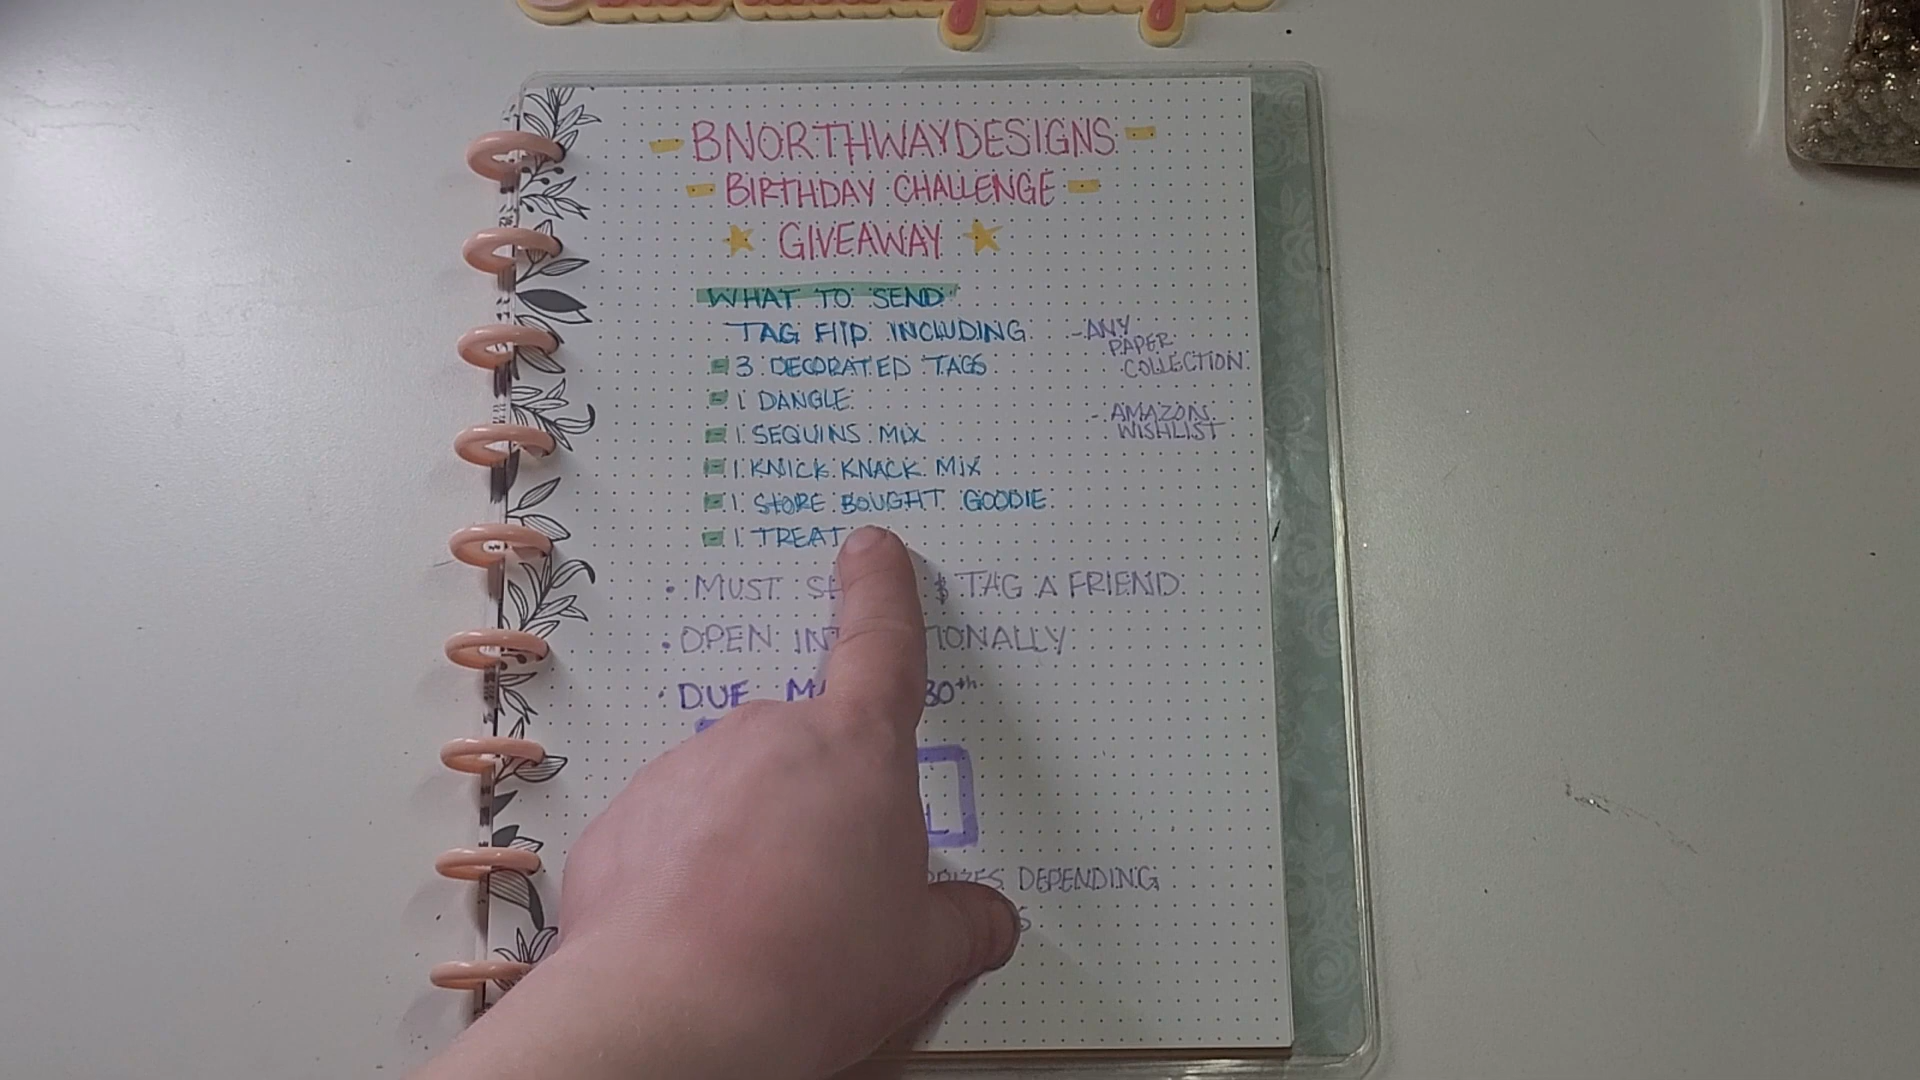 BNORTHWAYDESIGNS
BIRTHDAY CHALLENGE
GIVEAWAY
WHAT TO SEND
TAG FLIP INCLUDING
- 3 DECORATED TAGS
- 1 DANGLE
- 1 SEQUINS MIX
- 1 KNICK KNACK MIX
- 1 STORE BOUGHT GOODIE
- 1 TREAT
- ANY
PAPER
COLLECTION
- AMAZON
WISHLIST
• MUST & TAG A FRIEND
• OPEN
• DUE 30th
PRIZES DEPENDING